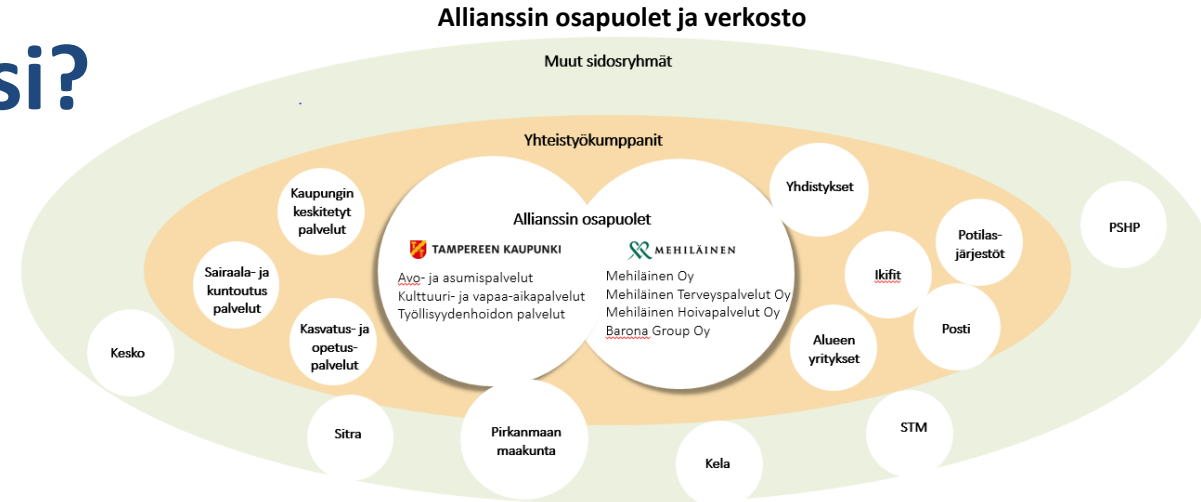 Allianssin osapuolet ja verkosto
si?
Muut sidosryhmät
Yhteistyökumppanit
Kaupungin
keskitetyt
palvelut
Sairaala- ja
kuntoutus
palvelut
Kasvatus- ja
opetus-
palvelut
Allianssin osapuolet
TAMPEREEN KAUPUNKI
Avo- ja asumispalvelut
Kulttuuri- ja vapaa-aikapalvelut
Työllisyydenhoidon palvelut
MEHILÄINEN
Mehiläinen Oy
Mehiläinen Terveyspalvelut Oy
Mehiläinen Hoivapalvelut Oy
Barona Group Oy
Yhdistykset
Ikifit
Potilas-
järjestöt
Posti
Alueen
yritykset
PSHP
Kesko
Sitra
Pirkanmaan
maakunta
Kela
STM